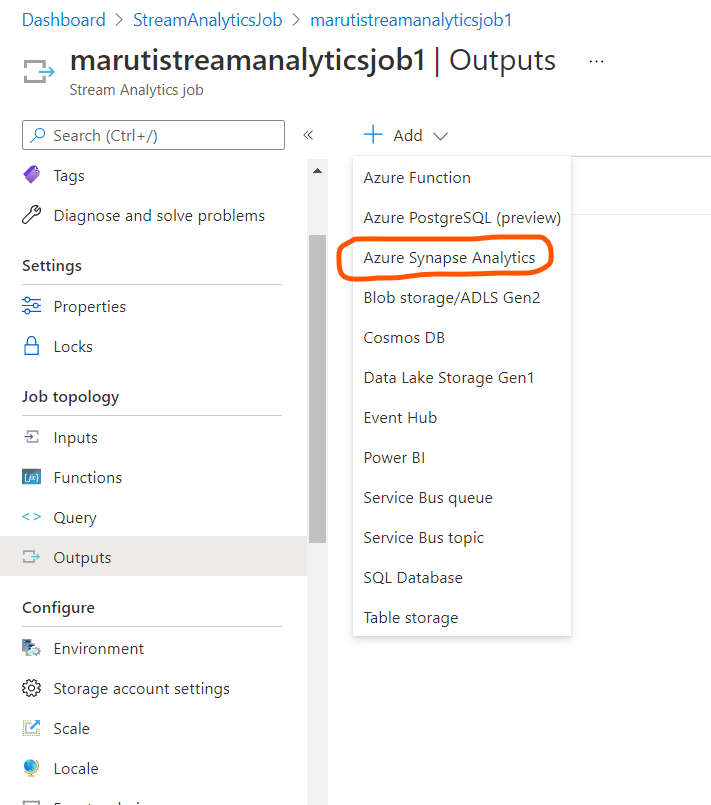 Dashboard > StreamAnalyticsJob > marutistreamanalyticsjob1
marutistreamanalyticsjob1 | Outputs ...
Stream Analytics job
Search (Ctrl+/)
«
Tags
Diagnose and solve problems
Settings
Properties
Locks
Job topology
Inputs
Functions
Query
Outputs
Configure
Environment
Storage account settings
Scale
Locale
+ Add
Azure Function
Azure PostgreSQL (preview)
Azure Synapse Analytics
Blob storage/ADLS Gen2
Cosmos DB
Data Lake Storage Gen1
Event Hub
Power BI
Service Bus queue
Service Bus topic
SQL Database
Table storage